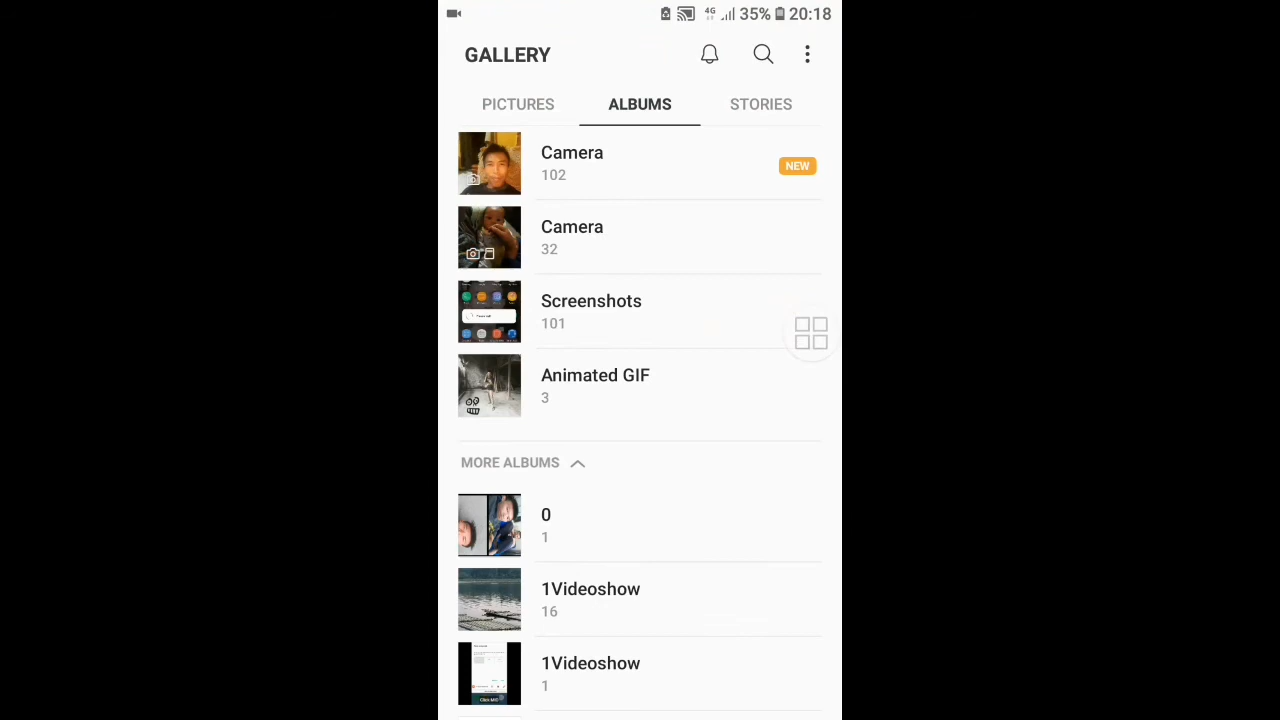 4G 35% 20:18
GALLERY
PICTURES ALBUMS STORIES
Camera
102
NEW
Camera
32
Screenshots
101
Animated GIF
3
MORE ALBUMS
0
1
1Videoshow
16
1Videoshow
1